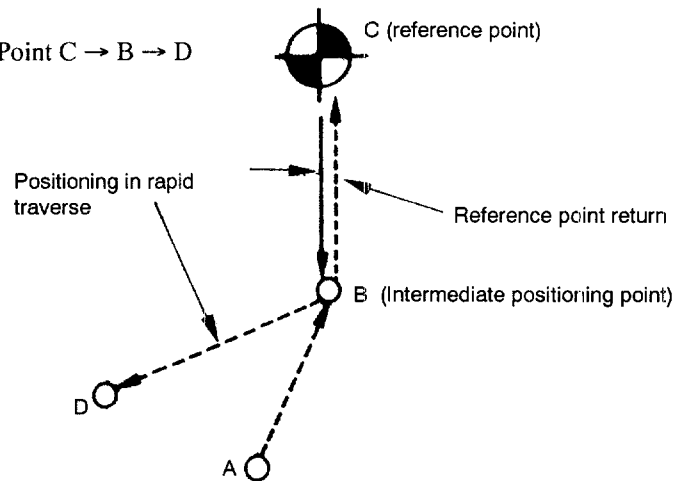 C (reference point)
Point C → B → D
Positioning in rapid
traverse
Reference point return
B (Intermediate positioning point)
D
A